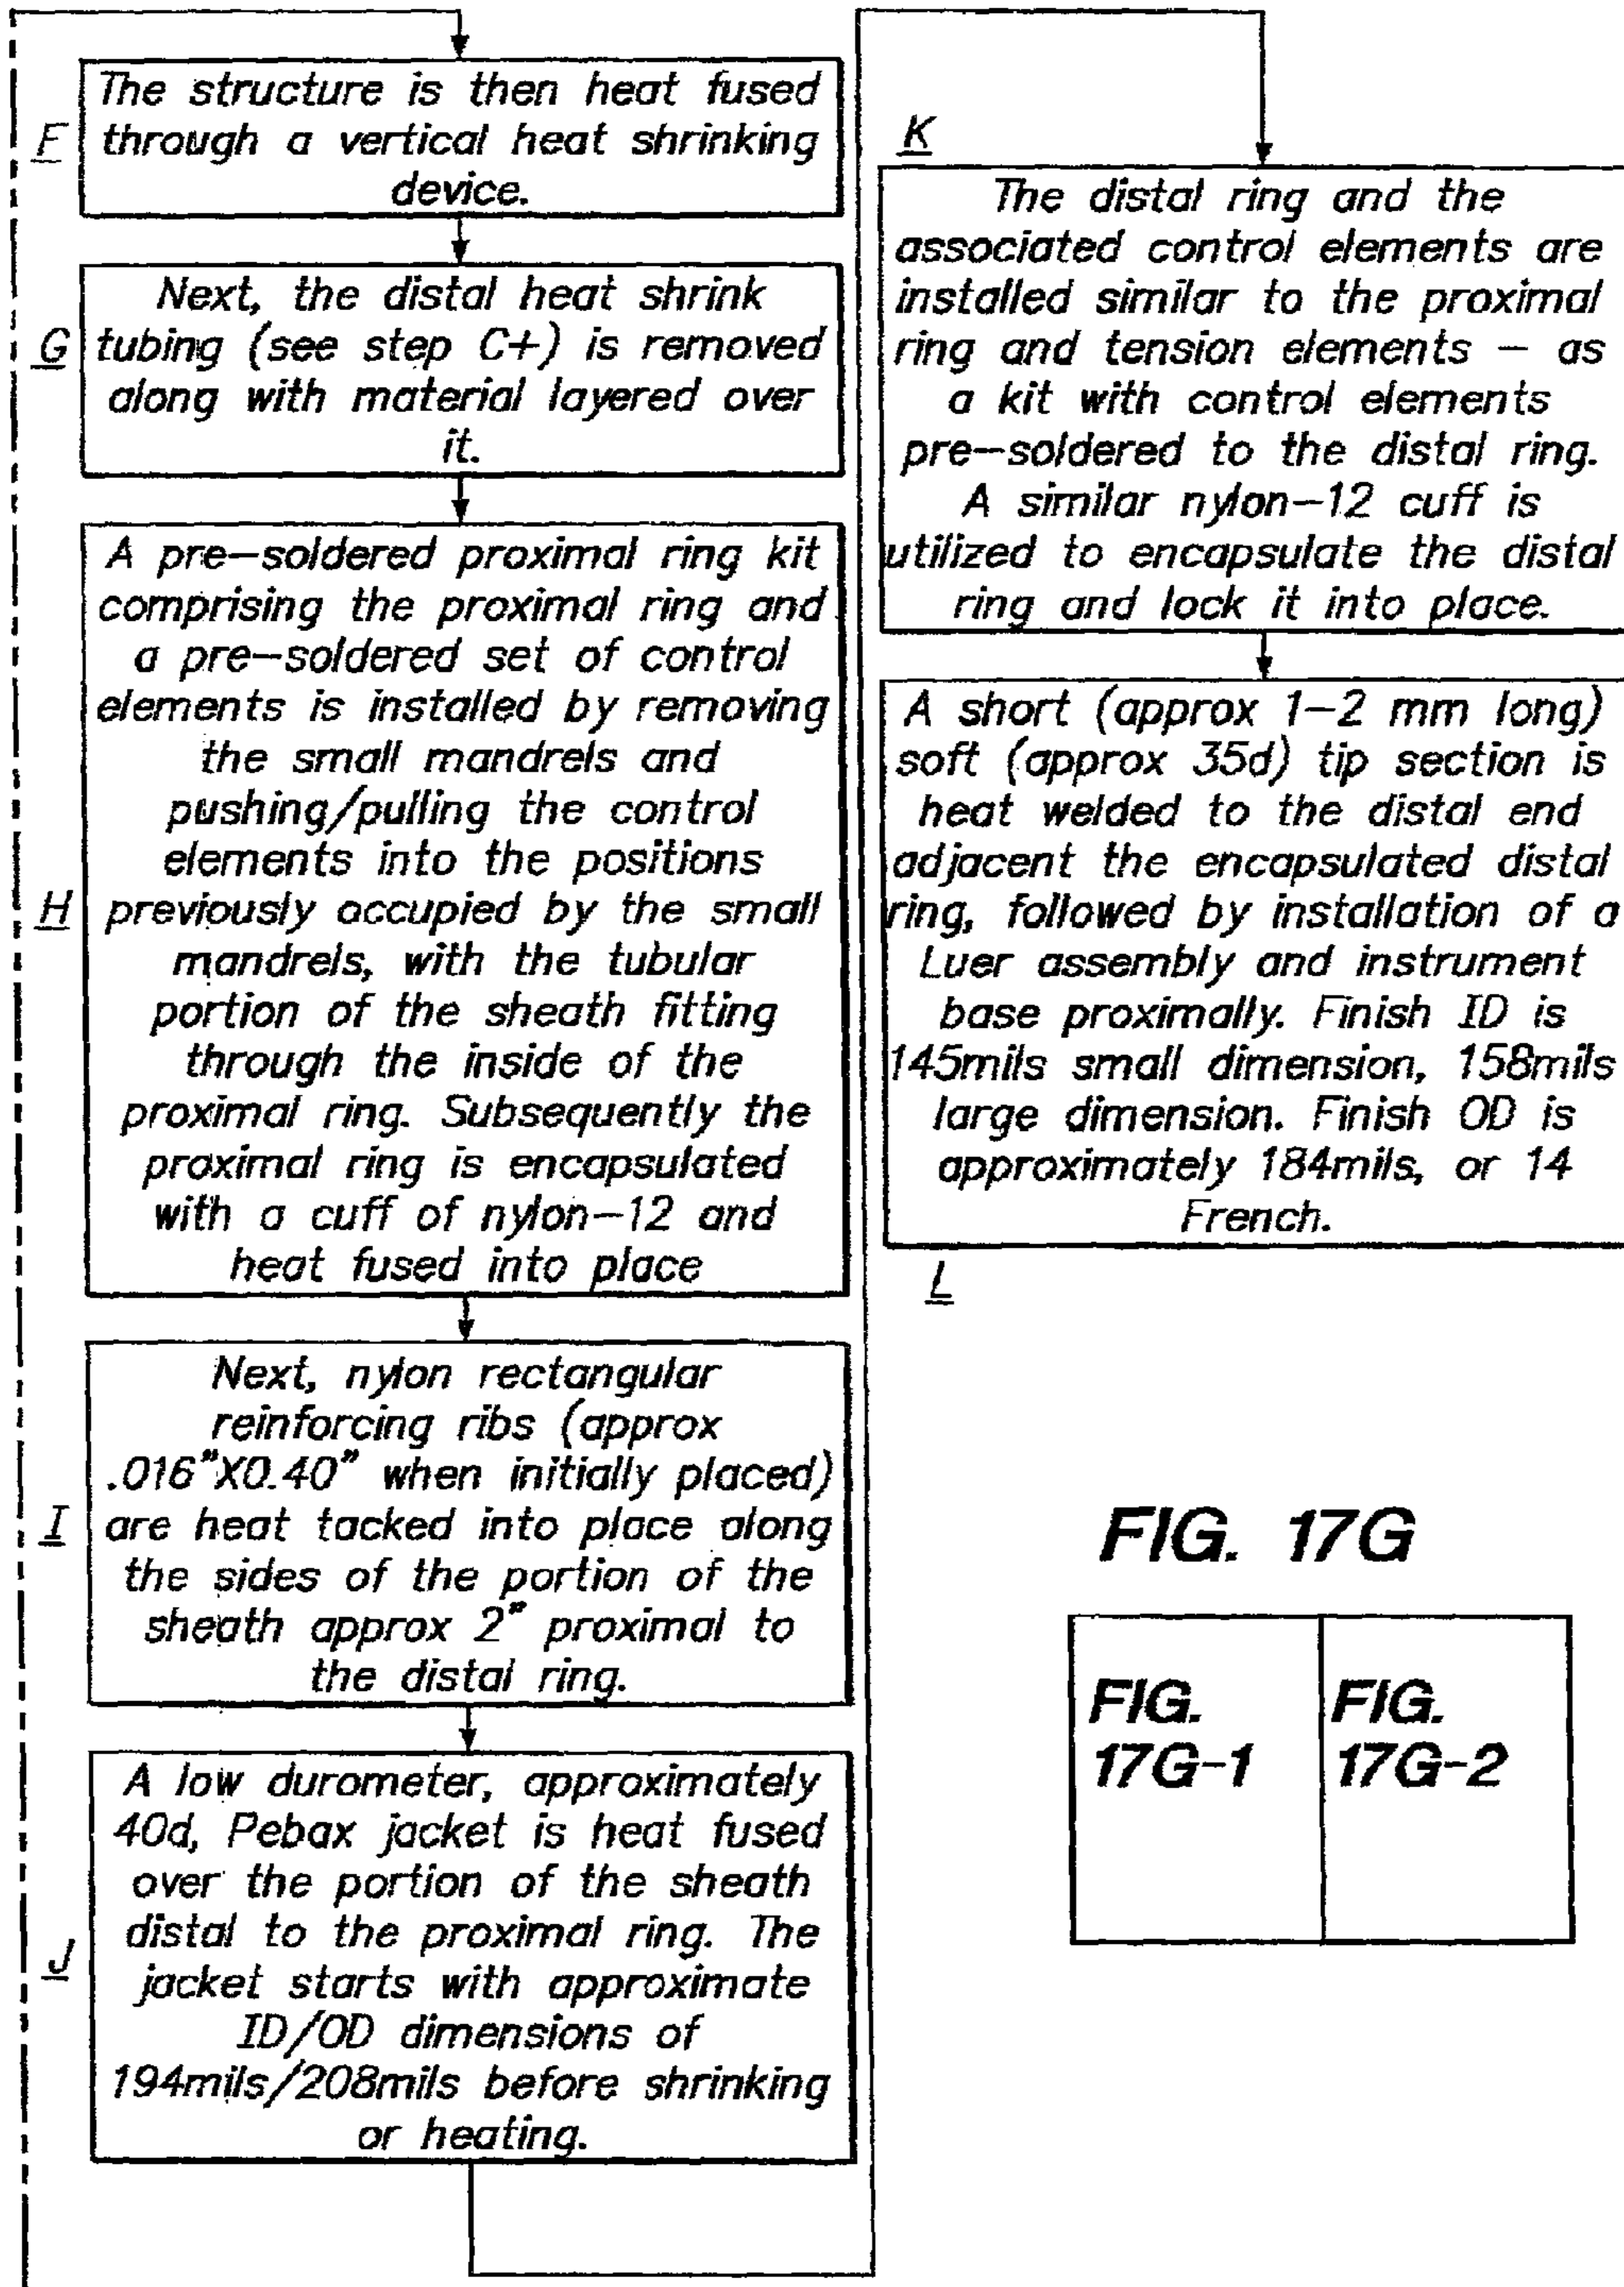 F
The structure is then heat fused
through a vertical heat shrinking
device.
G
Next, the distal heat shrink
tubing (see step C+) is removed
along with material layered over
it.
H
A pre-soldered proximal ring kit
comprising the proximal ring and
a pre-soldered set of control
elements is installed by removing
the small mandrels and
pushing/pulling the control
elements into the positions
previously occupied by the small
mandrels, with the tubular
portion of the sheath fitting
through the inside of the
proximal ring. Subsequently the
proximal ring is encapsulated
with a cuff of nylon-12 and
heat fused into place
I
Next, nylon rectangular
reinforcing ribs (approx
.016"X0.40" when initially placed)
are heat tacked into place along
the sides of the portion of the
sheath approx 2" proximal to
the distal ring.
J
A low durometer, approximately
40d, Pebax jacket is heat fused
over the portion of the sheath
distal to the proximal ring. The
jacket starts with approximate
ID/OD dimensions of
194mils/208mils before shrinking
or heating.
K
The distal ring and the
associated control elements are
installed similar to the proximal
ring and tension elements - as
a kit with control elements
pre-soldered to the distal ring.
A similar nylon-12 cuff is
utilized to encapsulate the distal
ring and lock it into place.
A short (approx 1-2 mm long)
soft (approx 35d) tip section is
heat welded to the distal end
adjacent the encapsulated distal
ring, followed by installation of a
Luer assembly and instrument
base proximally. Finish ID is
145mils small dimension, 158mils
large dimension. Finish OD is
approximately 184mils, or 14
French.
L
FIG. 17G
FIG.
17G-1
FIG.
17G-2